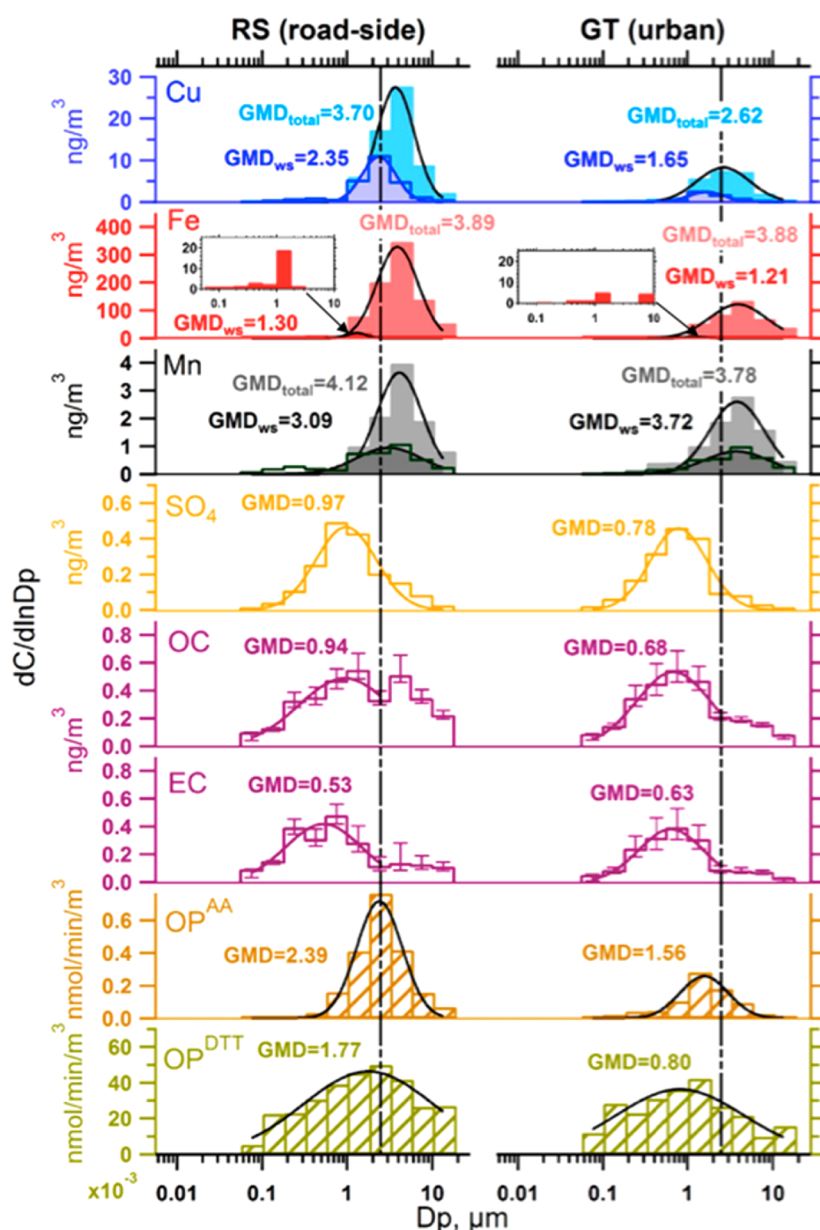 RS (road-side)
GT (urban)
Cu
ng/m³
30
20
10
0
GMDtotal=3.70
GMDws=2.35
GMDtotal=2.62
GMDws=1.65
Fe
ng/m³
400
300
200
100
0
GMDtotal=3.89
20
10
0
0.1
1
10
GMDws=1.30
GMDtotal=3.88
GMDws=1.21
20
10
0
0.1
1
10
Mn
ng/m³
4
3
2
1
0
GMDtotal=4.12
GMDws=3.09
GMDtotal=3.78
GMDws=3.72
SO₄
ng/m³
0.6
0.4
0.2
0.0
GMD=0.97
GMD=0.78
dC/dlnDp
OC
ng/m³
0.8
0.6
0.4
0.2
0.0
GMD=0.94
GMD=0.68
EC
0.8
0.6
0.4
0.2
0.0
GMD=0.53
GMD=0.63
OPᴬᴬ
nmol/min/m³
0.6
0.4
0.2
0.0
GMD=2.39
GMD=1.56
OPᴰᵀᵀ
nmol/min/m³
60
40
20
0
x10⁻³
GMD=1.77
GMD=0.80
0.01
0.1
1
10
0.01
0.1
1
10
Dp, µm